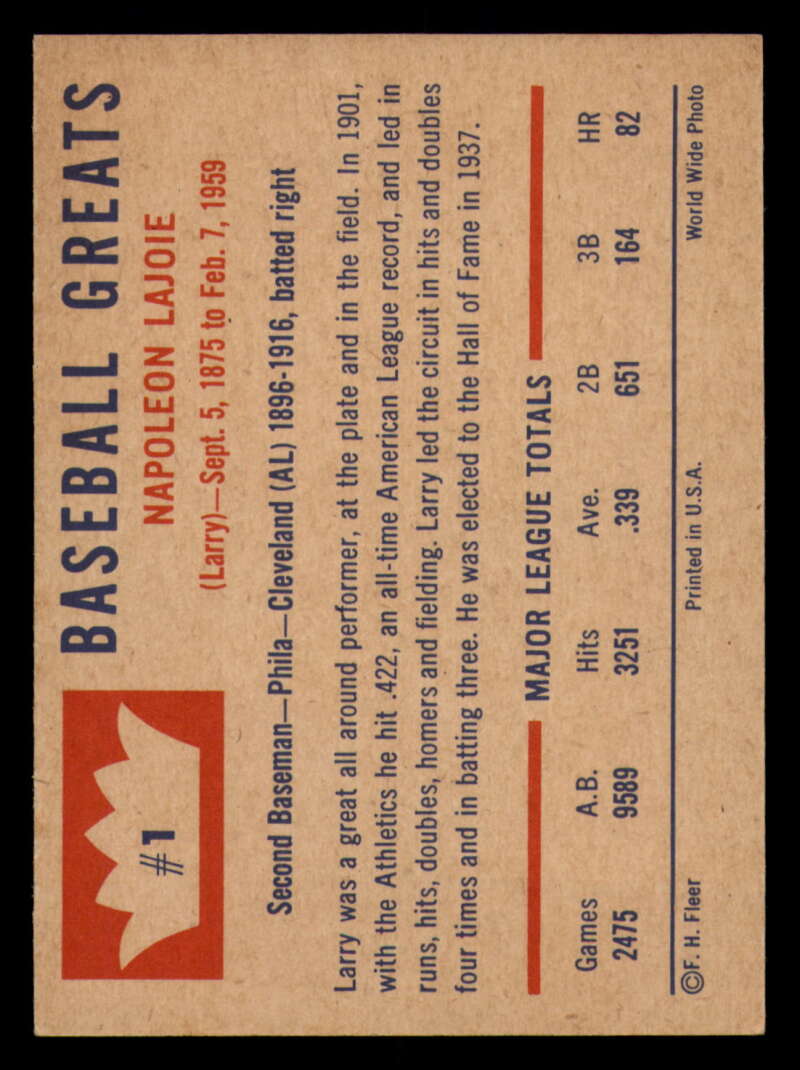 #1
BASEBALL GREATS
NAPOLEON LAJOIE
(Larry)—Sept. 5, 1875 to Feb. 7, 1959
Second Baseman—Phila—Cleveland (AL) 1896-1916, batted right
Larry was a great all around performer, at the plate and in the field. In 1901,
with the Athletics he hit .422, an all-time American League record, and led in
runs, hits, doubles, homers and fielding. Larry led the circuit in hits and doubles
four times and in batting three. He was elected to the Hall of Fame in 1937.
MAJOR LEAGUE TOTALS
Games A.B. Hits Ave. 2B 3B HR
2475 9589 3251 .339 651 164 82
©F. H. Fleer Printed in U.S.A. World Wide Photo